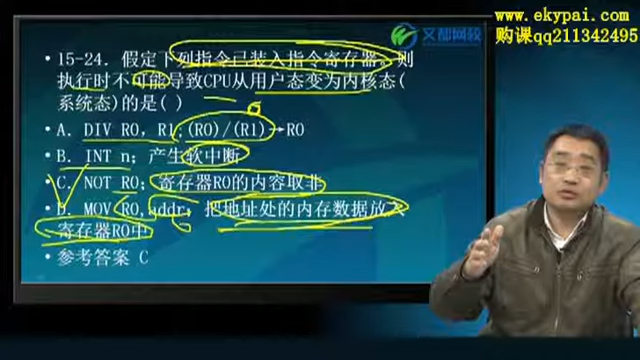 www.ekypai.com
购课qq211342495
文都网校
• 15-24. 假定下列指令已装入指令寄存器。则
执行时不可能导致CPU从用户态变为内核态(
系统态)的是( )
• A. DIV R0, R1;(R0)/(R1)→R0
• B. INT n; 产生软中断
• C. NOT R0; 寄存器R0的内容取非
• D. MOV R0, addr; 把地址处的内存数据放入
寄存器R0中
• 参考答案 C